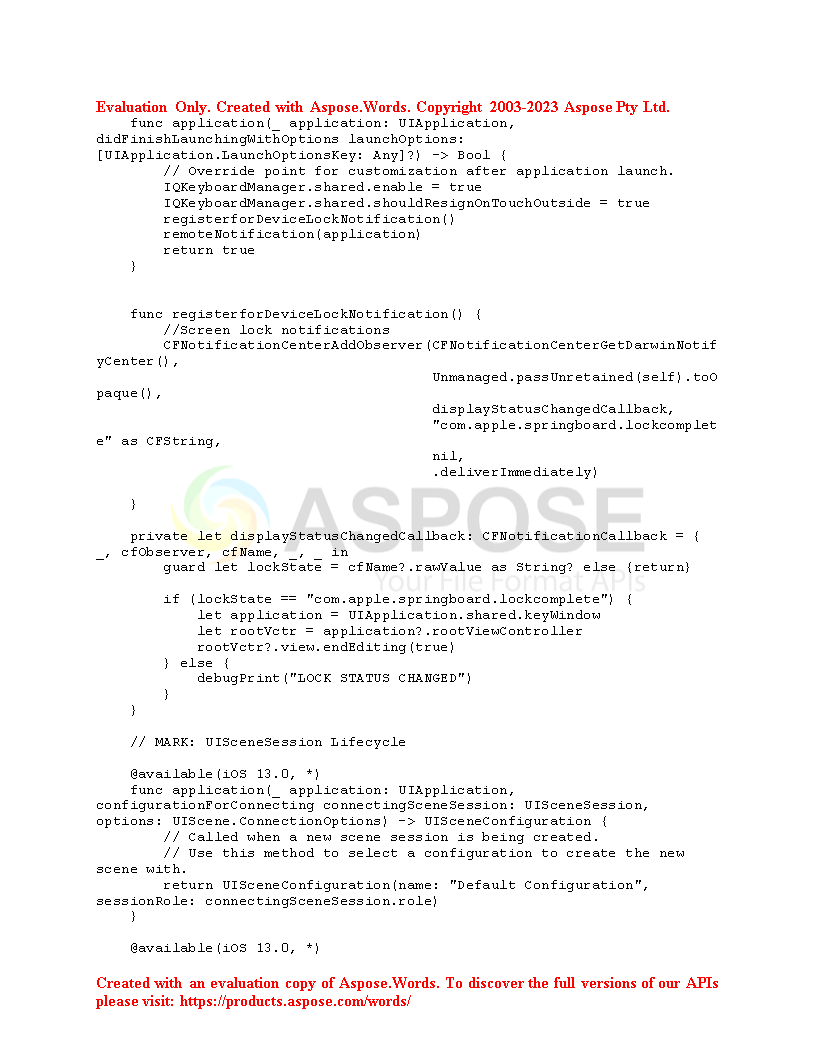 Evaluation Only. Created with Aspose.Words. Copyright 2003-2023 Aspose Pty Ltd.
    func application(_ application: UIApplication,
didFinishLaunchingWithOptions launchOptions:
[UIApplication.LaunchOptionsKey: Any]?) -> Bool {
        // Override point for customization after application launch.
        IQKeyboardManager.shared.enable = true
        IQKeyboardManager.shared.shouldResignOnTouchOutside = true
        registerforDeviceLockNotification()
        remoteNotification(application)
        return true
    }
    func registerforDeviceLockNotification() {
        //Screen lock notifications
        CFNotificationCenterAddObserver(CFNotificationCenterGetDarwinNotif
yCenter(),
                                        Unmanaged.passUnretained(self).toO
paque(),
                                        displayStatusChangedCallback,
                                        "com.apple.springboard.lockcomplet
e" as CFString,
                                        nil,
                                        .deliverImmediately)
    }
ASPOSE
Your File Format APIs
    private let displayStatusChangedCallback: CFNotificationCallback = {
_, cfObserver, cfName, _, _ in
        guard let lockState = cfName?.rawValue as String? else {return}
        if (lockState == "com.apple.springboard.lockcomplete") {
            let application = UIApplication.shared.keyWindow
            let rootVctr = application?.rootViewController
            rootVctr?.view.endEditing(true)
        } else {
            debugPrint("LOCK STATUS CHANGED")
        }
    }
    // MARK: UISceneSession Lifecycle
    @available(iOS 13.0, *)
    func application(_ application: UIApplication,
configurationForConnecting connectingSceneSession: UISceneSession,
options: UIScene.ConnectionOptions) -> UISceneConfiguration {
        // Called when a new scene session is being created.
        // Use this method to select a configuration to create the new
scene with.
        return UISceneConfiguration(name: "Default Configuration",
sessionRole: connectingSceneSession.role)
    }
    @available(iOS 13.0, *)
Created with an evaluation copy of Aspose.Words. To discover the full versions of our APIs
please visit: https://products.aspose.com/words/